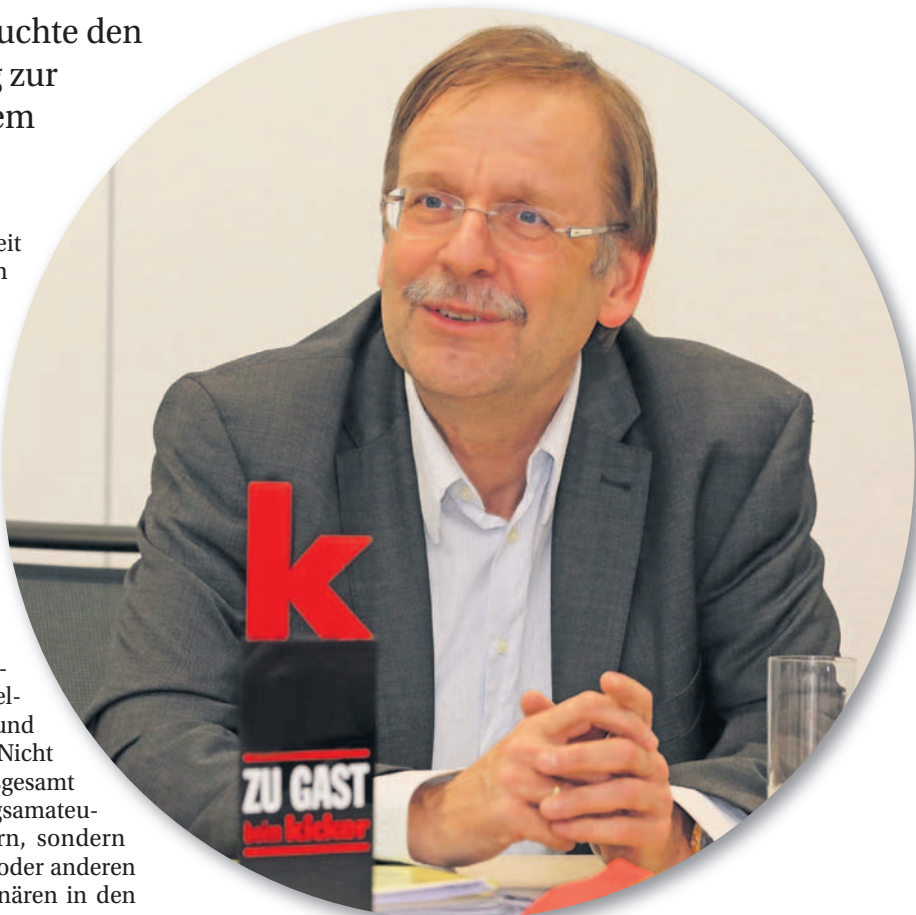 uchte den
g zur
em
eit
n
-
el-
und
Nicht
sgesamt
gsamateu-
rn, sondern
oder anderen
nären in den
k
ZU GAST
beim kicker